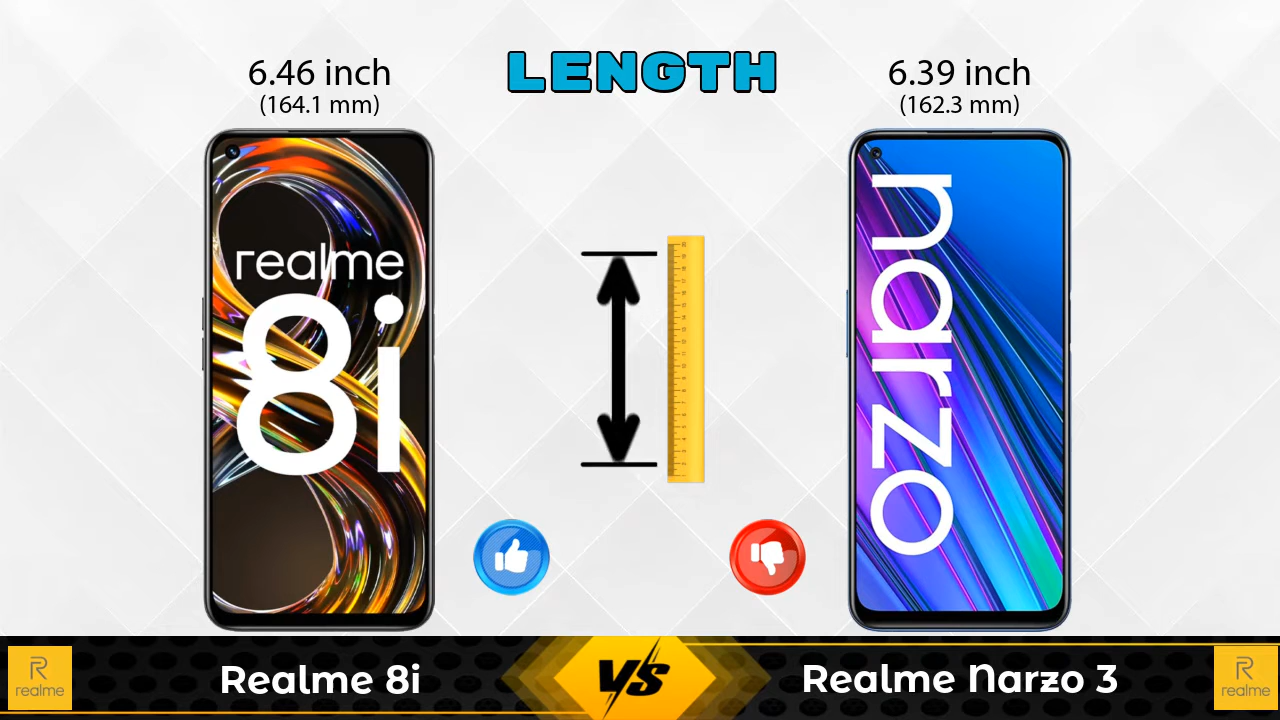 LENGTH
6.46 inch
(164.1 mm)
6.39 inch
(162.3 mm)
realme
8i
narzo
Realme 8i
VS
Realme Narzo 3
R
realme
R
realme